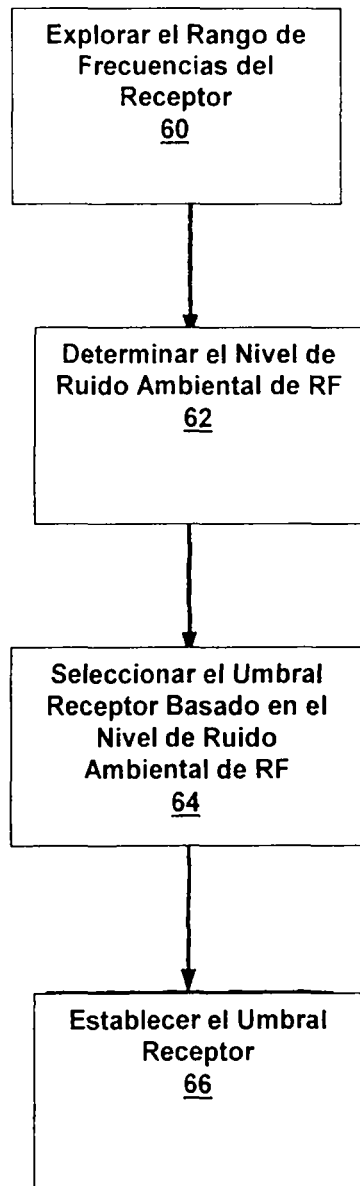 Explorar el Rango de
Frecuencias del
Receptor
60
Determinar el Nivel de
Ruido Ambiental de RF
62
Seleccionar el Umbral
Receptor Basado en el
Nivel de Ruido
Ambiental de RF
64
Establecer el Umbral
Receptor
66